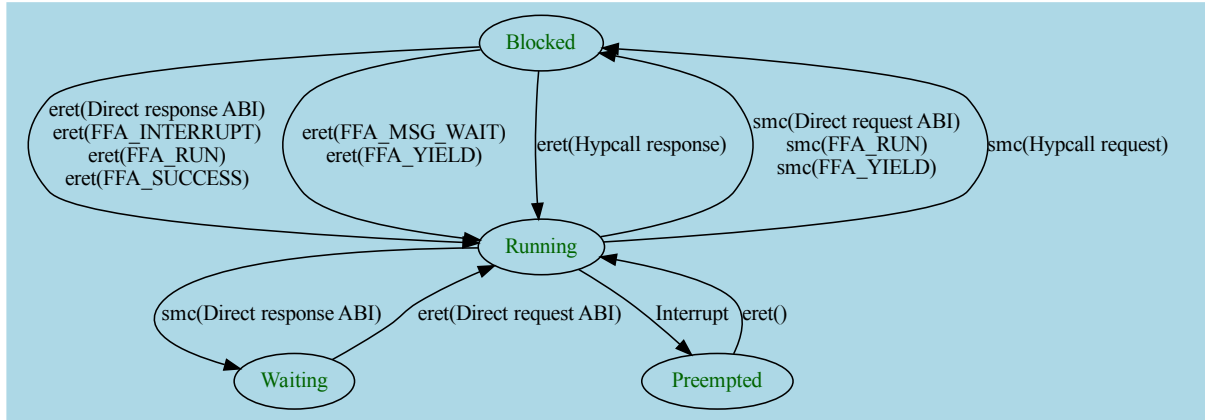 Blocked
eret(Direct response ABI)
eret(FFA_INTERRUPT)
eret(FFA_RUN)
eret(FFA_SUCCESS)
eret(FFA_MSG_WAIT)
eret(FFA_YIELD)
eret(Hypcall response)
smc(Direct request ABI)
smc(FFA_RUN)
smc(FFA_YIELD)
smc(Hypcall request)
Running
smc(Direct response ABI)
eret(Direct request ABI)
Interrupt
eret()
Waiting
Preempted